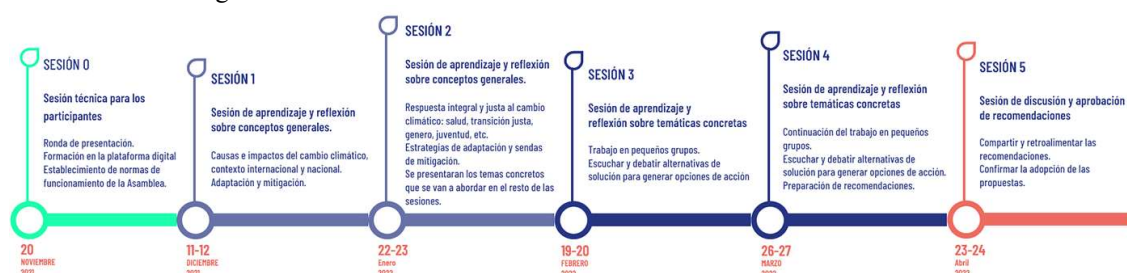 SESIÓN 0
Sesión técnica para los
participantes
Ronda de presentación.
Formación en la plataforma digital
Establecimiento de normas de
funcionamiento de la Asamblea.
20
NOVIEMBRE
SESIÓN 1
Sesión de aprendizaje y reflexión
sobre conceptos generales.
Causas e impactos del cambio climático,
contexto internacional y nacional.
Adaptación y mitigación.
11-12
DICIEMBRE
SESIÓN 2
Sesión de aprendizaje y reflexión
sobre conceptos generales.
Respuesta integral y justa al cambio
climático: salud, transición justa,
genero, juventud, etc.
Estrategias de adaptación y sendas
de mitigación.
Se presentaran los temas concretos
que se van a abordar en el resto de las
sesiones.
22-23
Enero
SESIÓN 3
Sesión de aprendizaje y
reflexión sobre temáticas concretas
Trabajo en pequeños grupos.
Escuchar y debatir alternativas de
solución para generar opciones de acción
19-20
FEBRERO
SESIÓN 4
Sesión de aprendizaje y reflexión
sobre temáticas concretas
Continuación del trabajo en pequeños
grupos.
Escuchar y debatir alternativas de
solución para generar opciones de acción.
Preparación de recomendaciones.
26-27
MARZO
SESIÓN 5
Sesión de discusión y aprobación
de recomendaciones
Compartir y retroalimentar las
recomendaciones.
Confirmar la adopción de las
propuestas.
23-24
Abril